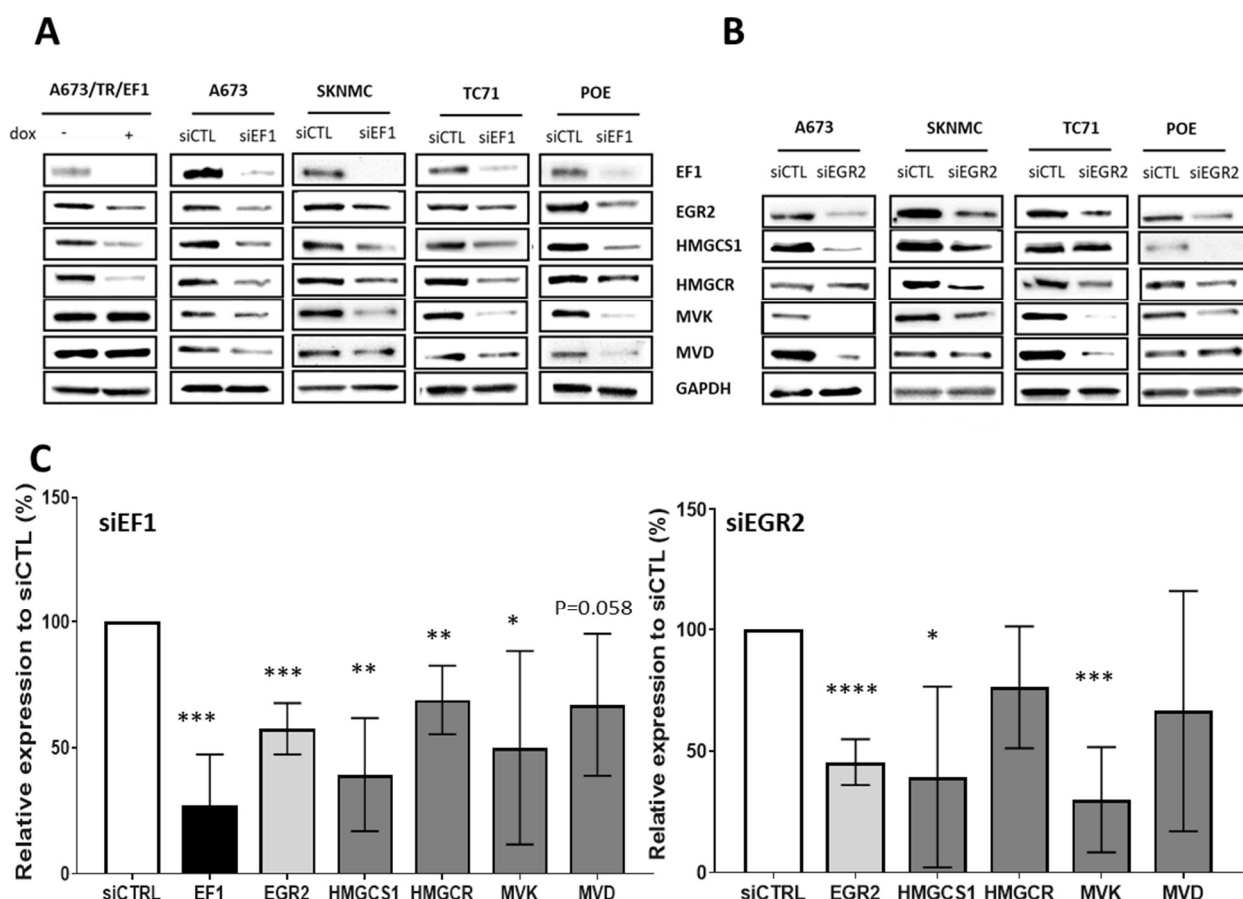 A
A673/TR/EF1 A673 SKNMC TC71 POE
dox - + siCTL siEF1 siCTL siEF1 siCTL siEF1 siCTL siEF1
EF1
EGR2
HMGCS1
HMGCR
MVK
MVD
GAPDH
B
A673 SKNMC TC71 POE
siCTL siEGR2 siCTL siEGR2 siCTL siEGR2 siCTL siEGR2
C
Relative expression to siCTL (%)
siEF1
150
100
50
0
***
***
**
**
*
P=0.058
siCTRL EF1 EGR2 HMGCS1 HMGCR MVK MVD
Relative expression to siCTL (%)
siEGR2
150
100
50
0
****
*
***
siCTRL EGR2 HMGCS1 HMGCR MVK MVD